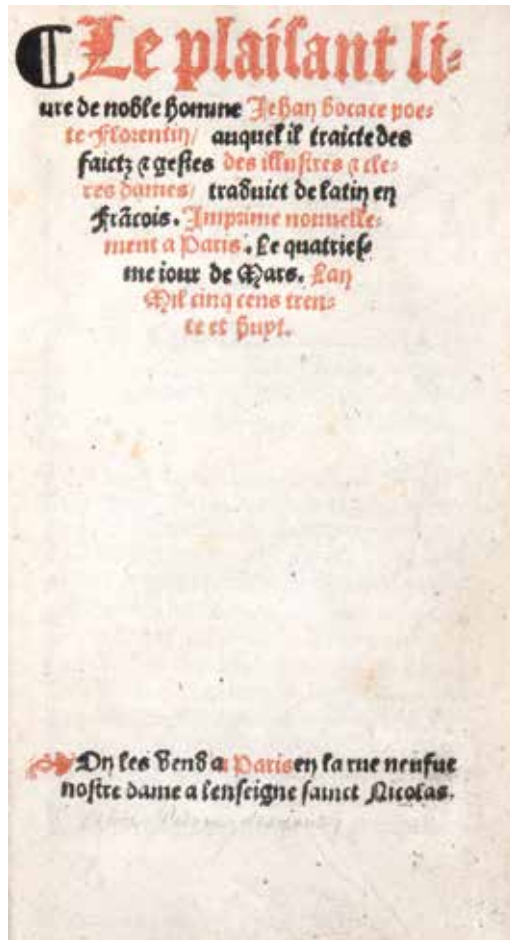 ¶ Le plaisant li-
ure de noble homme Jehan bocace poe-
te Florentin/ auquel il traicte des
faictz ⁊ gestes des illustres ⁊ cle-
res dames/ traduict de latin en
Frãcois. Imprime nouuelle-
ment a Paris. Le quatries-
me iour de Mars. Lan
Mil cinq cens tren-
te et huyt.
On les vend a Paris en la rue neufue
nostre dame a lenseigne sainct Nicolas.